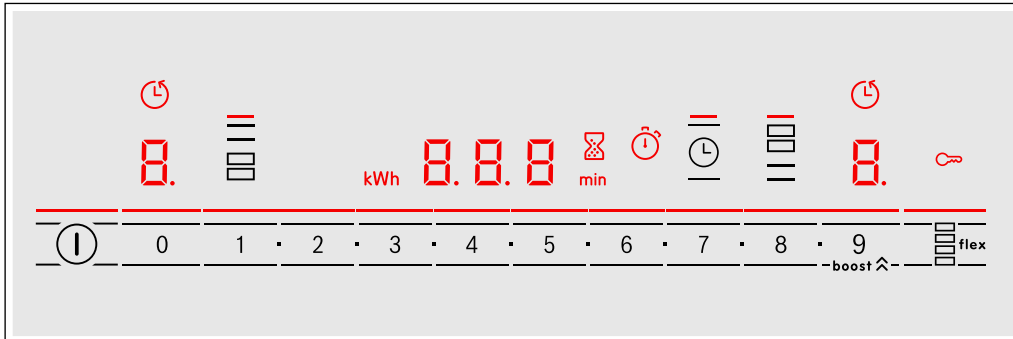 8. 8.
kWh 8.8.8 min
0 1 · 2 · 3 · 4 · 5 · 6 · 7 · 8 · 9 flex
boost